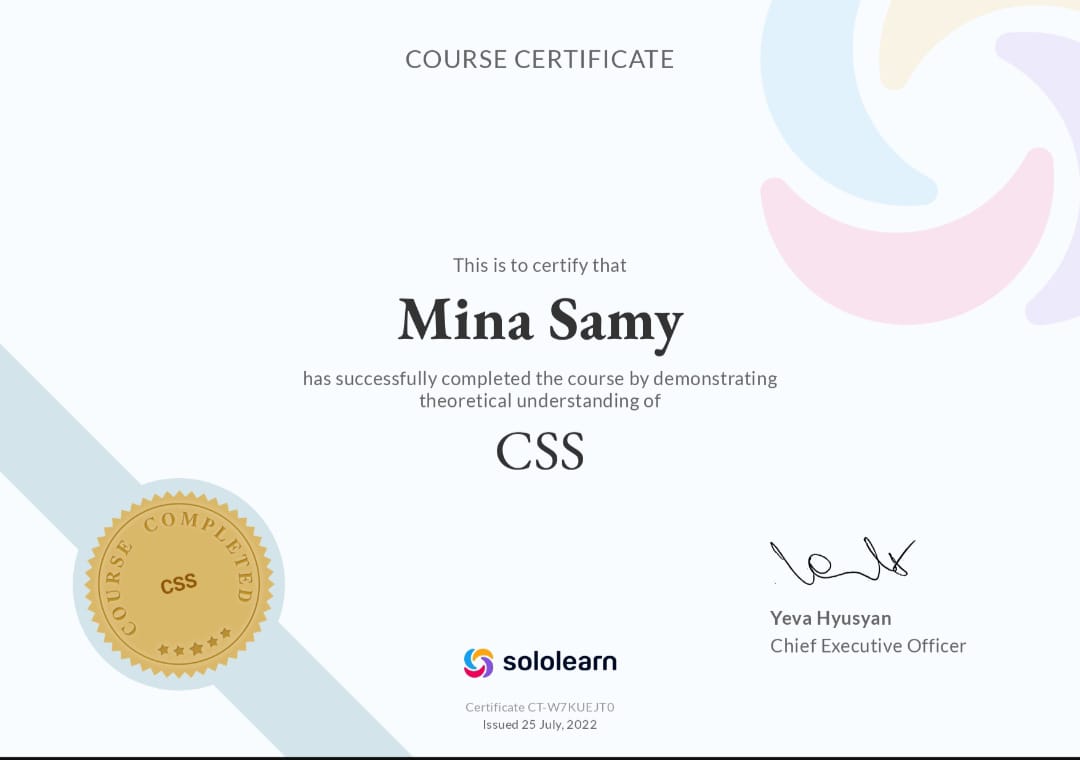 COURSE CERTIFICATE
This is to certify that
Mina Samy
has successfully completed the course by demonstrating
theoretical understanding of
CSS
COURSE COMPLETED
CSS
Yeva Hyusyan
Chief Executive Officer
sololearn
Certificate CT-W7KUEJT0
Issued 25 July, 2022